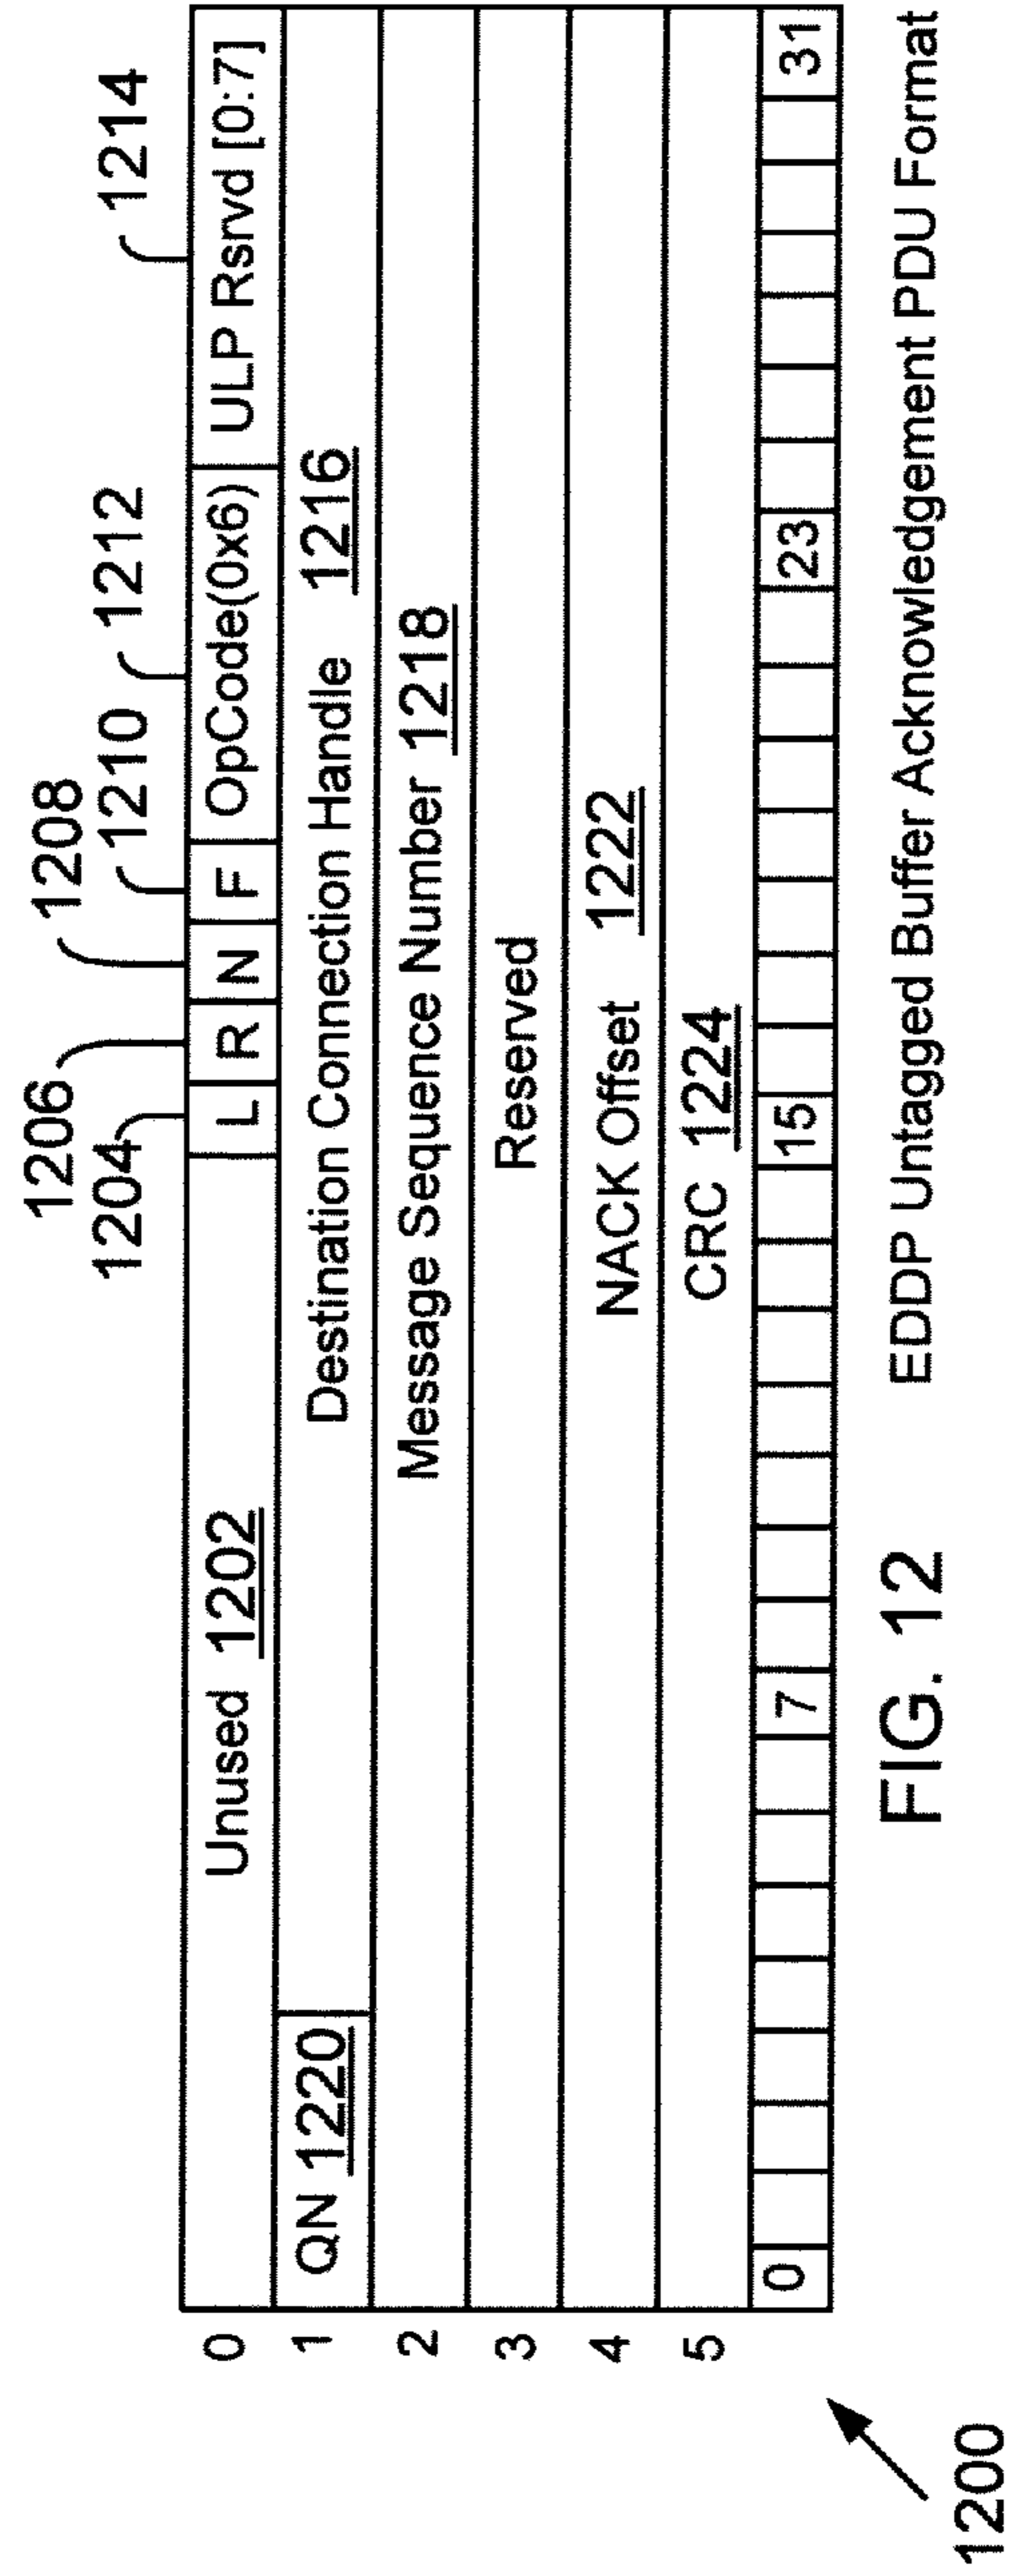 1206 1208
1204 1210 1212 1214
0 Unused 1202 L R N F OpCode(0x6) ULP Rsrvd [0:7]
1 QN 1220 Destination Connection Handle 1216
2 Message Sequence Number 1218
3 Reserved
4 NACK Offset 1222
5 CRC 1224
0 7 15 23 31
1200
FIG. 12 EDDP Untagged Buffer Acknowledgement PDU Format